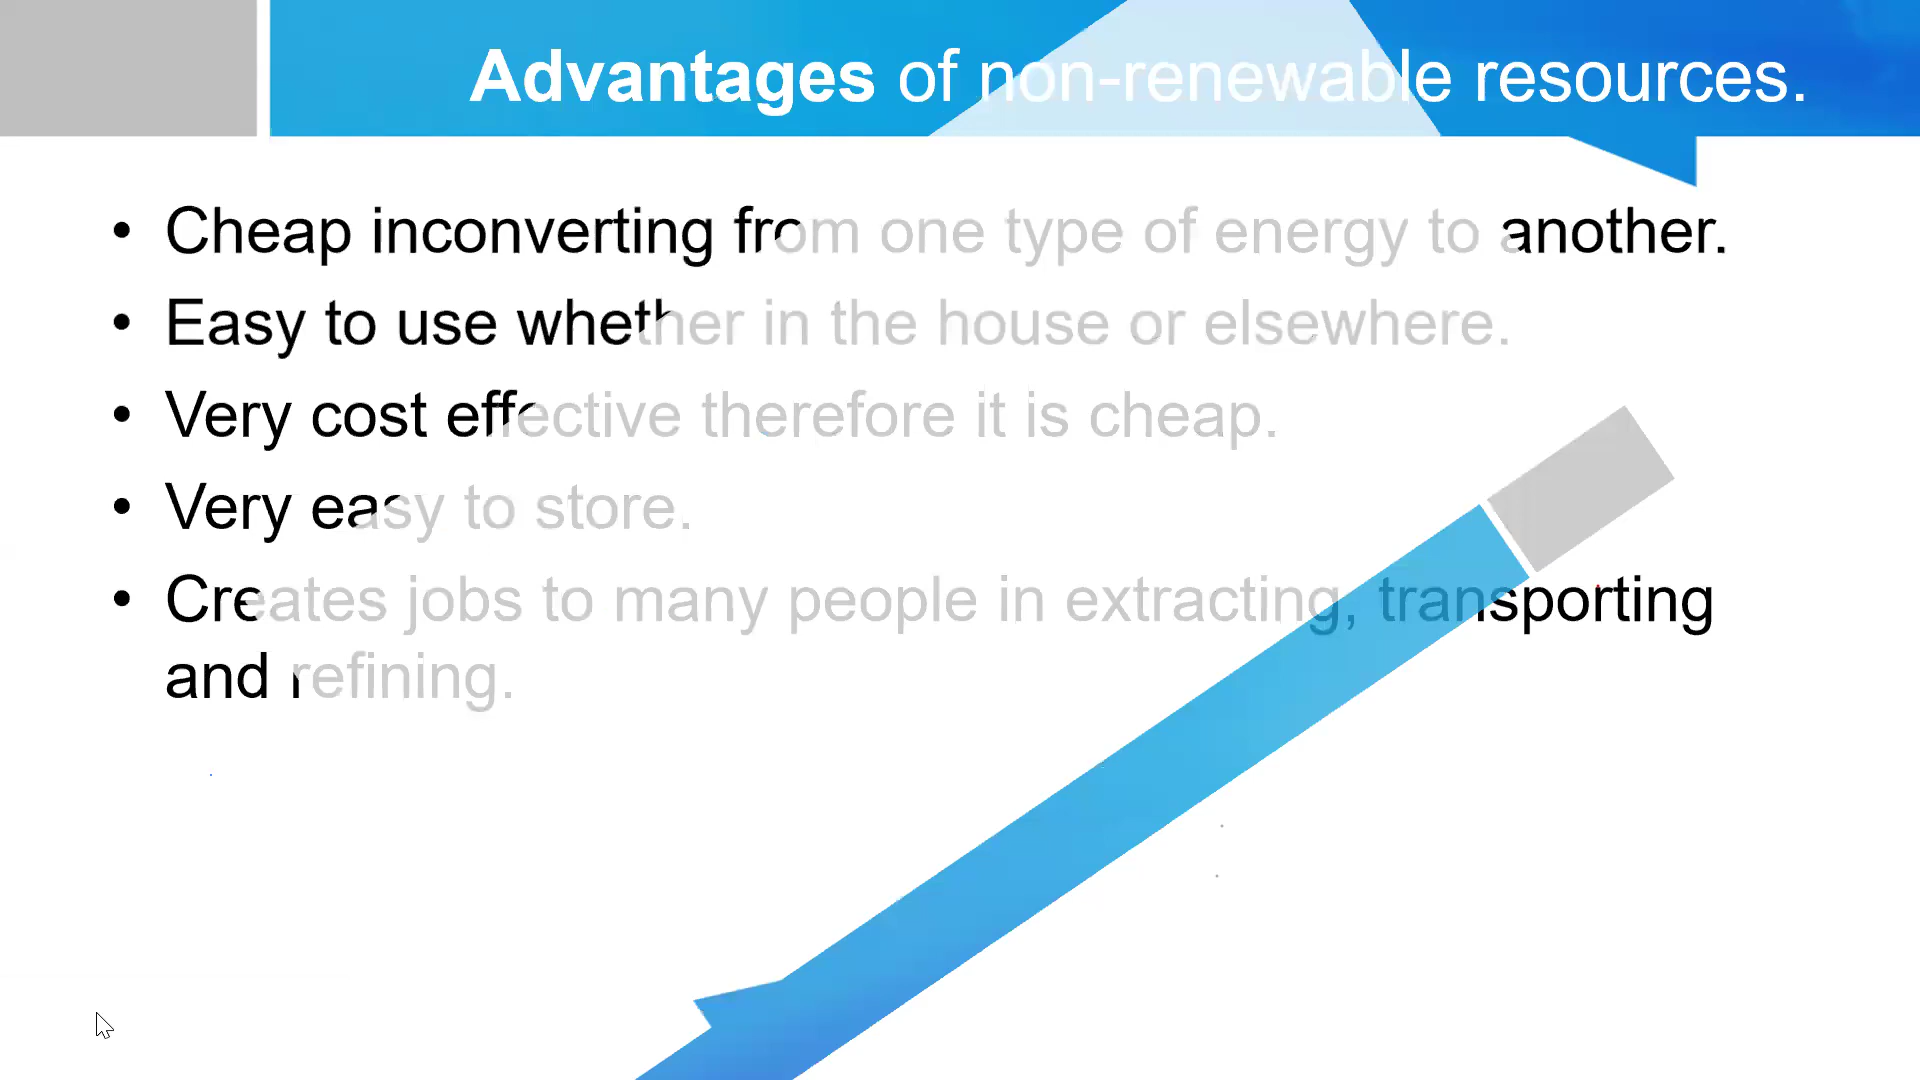 Advantages of non-renewable resources.
• Cheap inconverting from one type of energy to another.
• Easy to use whether in the house or elsewhere.
• Very cost effective therefore it is cheap.
• Very easy to store.
• Creates jobs to many people in extracting, transporting
and refining.